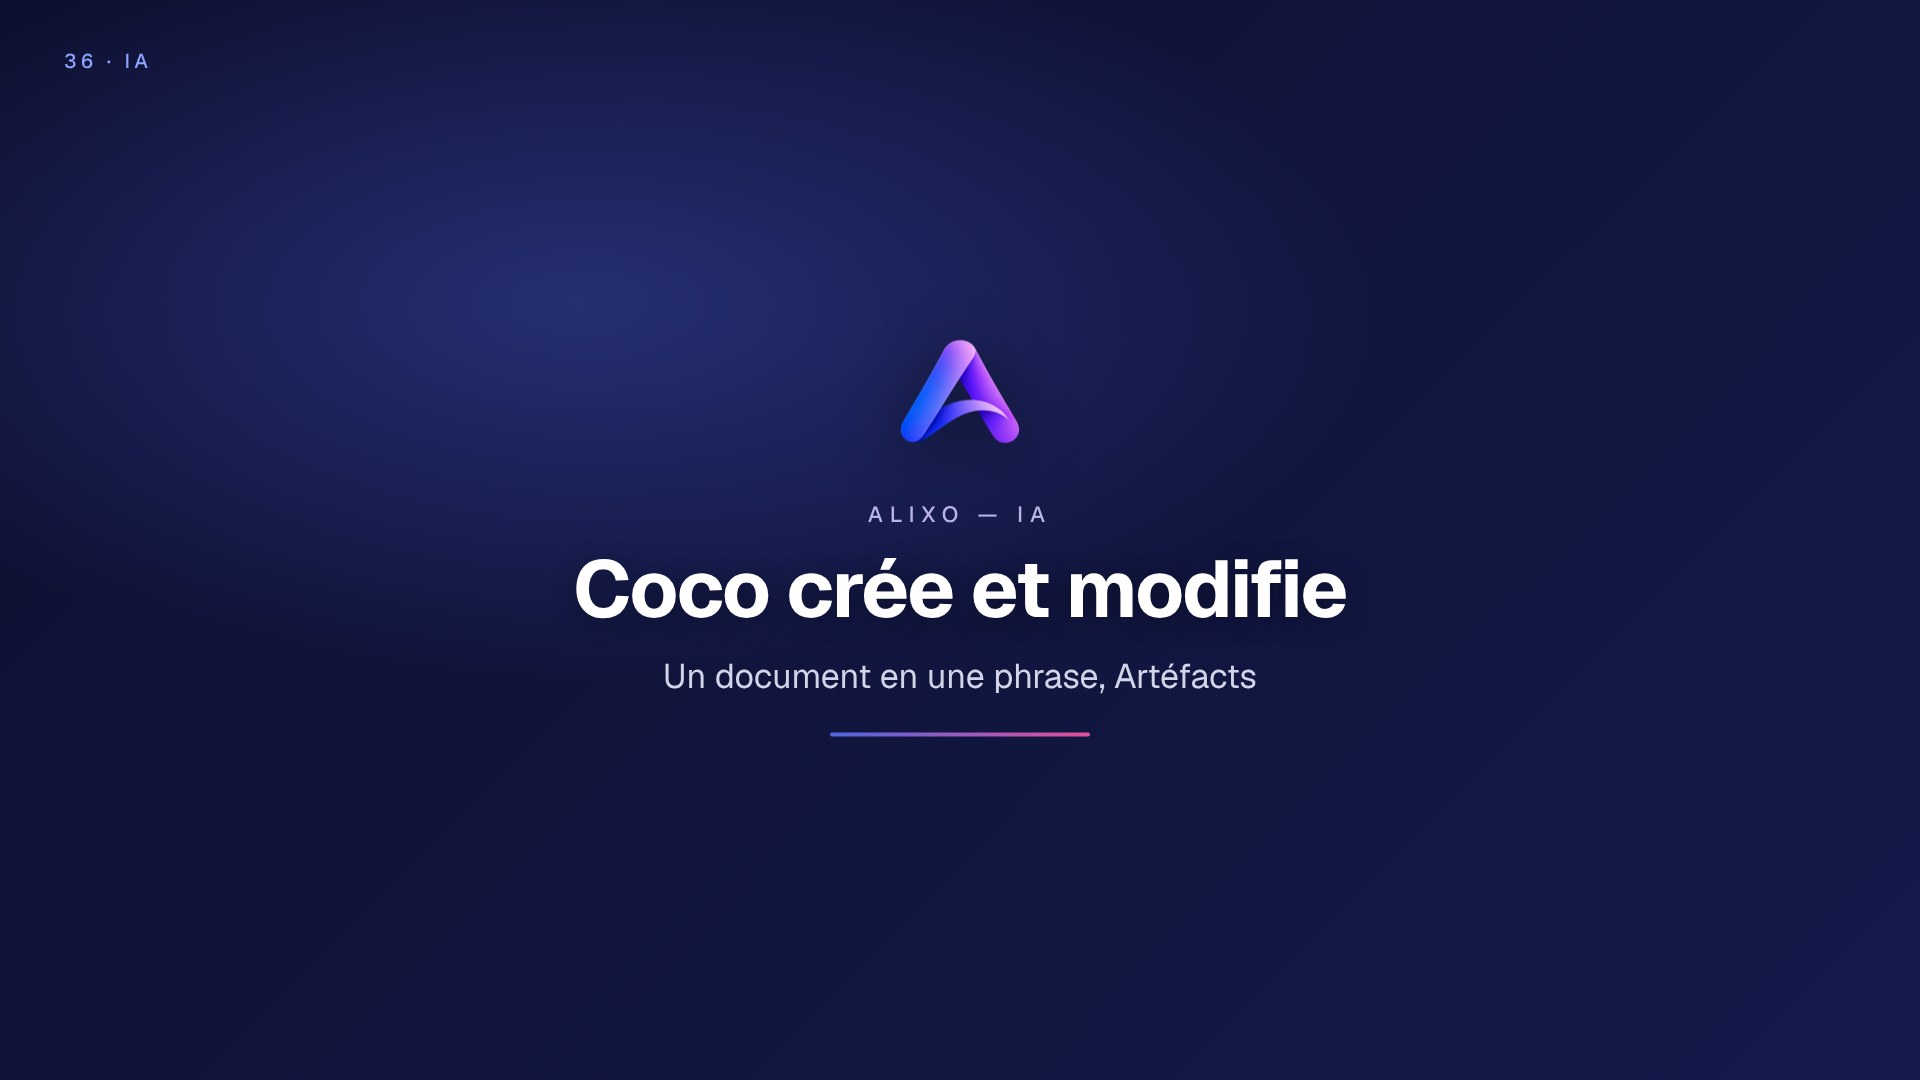 36 · IA
ALIXO — IA
Coco crée et modifie
Un document en une phrase, Artéfacts